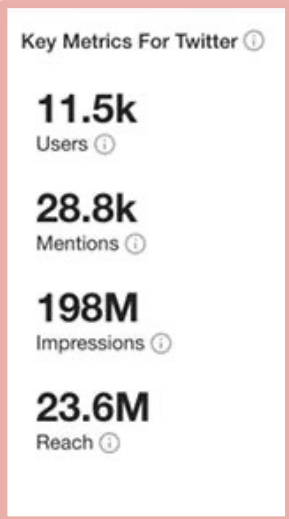 Key Metrics For Twitter
11.5k
Users
28.8k
Mentions
198M
Impressions
23.6M
Reach